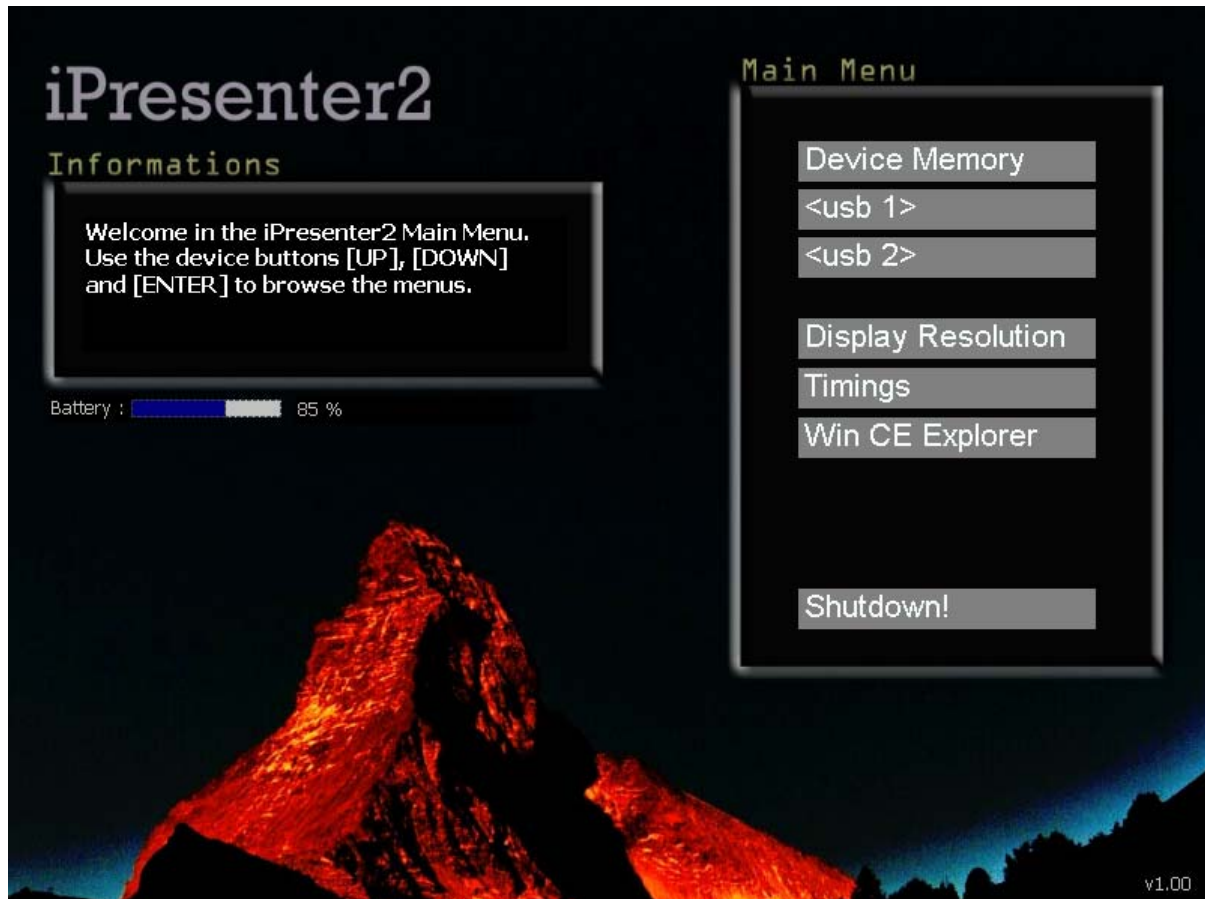 iPresenter2
Informations
Welcome in the iPresenter2 Main Menu.
Use the device buttons [UP], [DOWN]
and [ENTER] to browse the menus.
Battery : 85 %
Main Menu
Device Memory
<usb 1>
<usb 2>
Display Resolution
Timings
Win CE Explorer
Shutdown!
v1.00